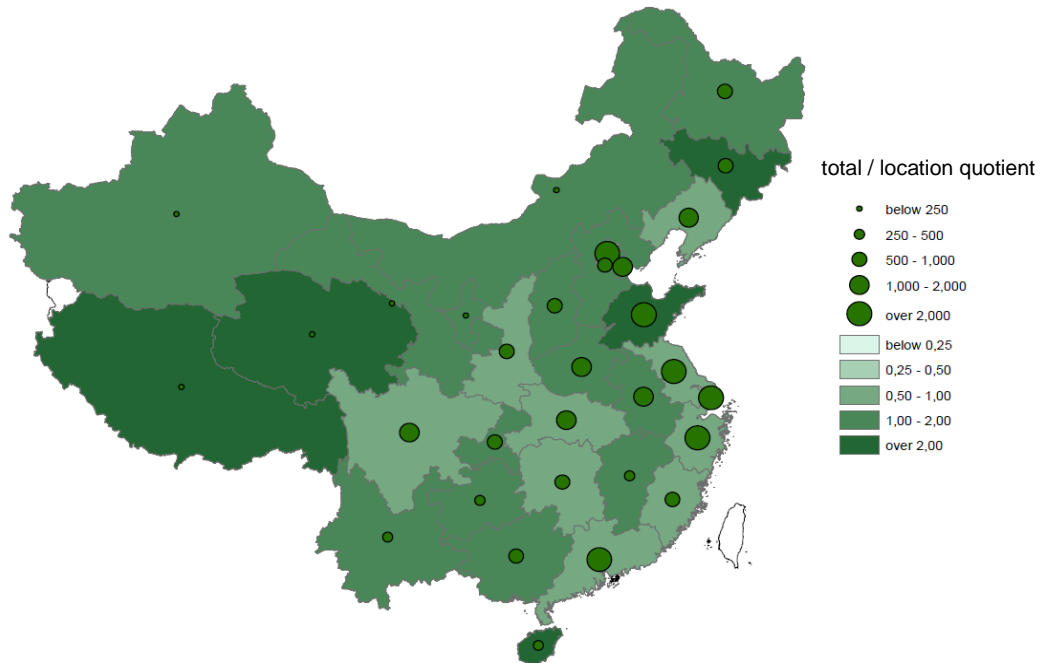 total / location quotient
below 250
250 - 500
500 - 1,000
1,000 - 2,000
over 2,000
below 0,25
0,25 - 0,50
0,50 - 1,00
1,00 - 2,00
over 2,00